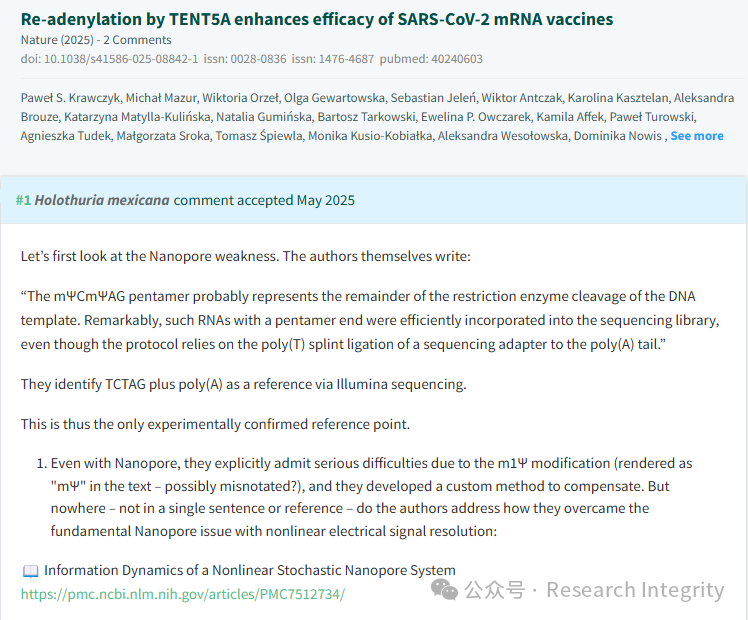 Re-adenylation by TENT5A enhances efficacy of SARS-CoV-2 mRNA vaccines
Nature (2025) - 2 Comments
doi: 10.1038/s41586-025-08842-1 issn: 0028-0836 issn: 1476-4687 pubmed: 40240603
Paweł S. Krawczyk, Michał Mazur, Wiktoria Orzeł, Olga Gewartowska, Sebastian Jeleń, Wiktor Antczak, Karolina Kasztelan, Aleksandra
Brouze, Katarzyna Matylla-Kulińska, Natalia Gumińska, Bartosz Tarkowski, Ewelina P. Owczarek, Kamila Affek, Paweł Turowski,
Agnieszka Tudek, Małgorzata Sroka, Tomasz Śpiewla, Monika Kusio-Kobiałka, Aleksandra Wesołowska, Dominika Nowis , See more
#1 Holothuria mexicana comment accepted May 2025
Let’s first look at the Nanopore weakness. The authors themselves write:
“The mΨCmΨAG pentamer probably represents the remainder of the restriction enzyme cleavage of the DNA
template. Remarkably, such RNAs with a pentamer end were efficiently incorporated into the sequencing library,
even though the protocol relies on the poly(T) splint ligation of a sequencing adapter to the poly(A) tail.”
They identify TCTAG plus poly(A) as a reference via Illumina sequencing.
This is thus the only experimentally confirmed reference point.
1. Even with Nanopore, they explicitly admit serious difficulties due to the m1Ψ modification (rendered as
"mΨ" in the text – possibly misnotated?), and they developed a custom method to compensate. But
nowhere – not in a single sentence or reference – do the authors address how they overcame the
fundamental Nanopore issue with nonlinear electrical signal resolution:
📖 Information Dynamics of a Nonlinear Stochastic Nanopore System
https://pmc.ncbi.nlm.nih.gov/articles/PMC7512734/
公众号 · Research Integrity